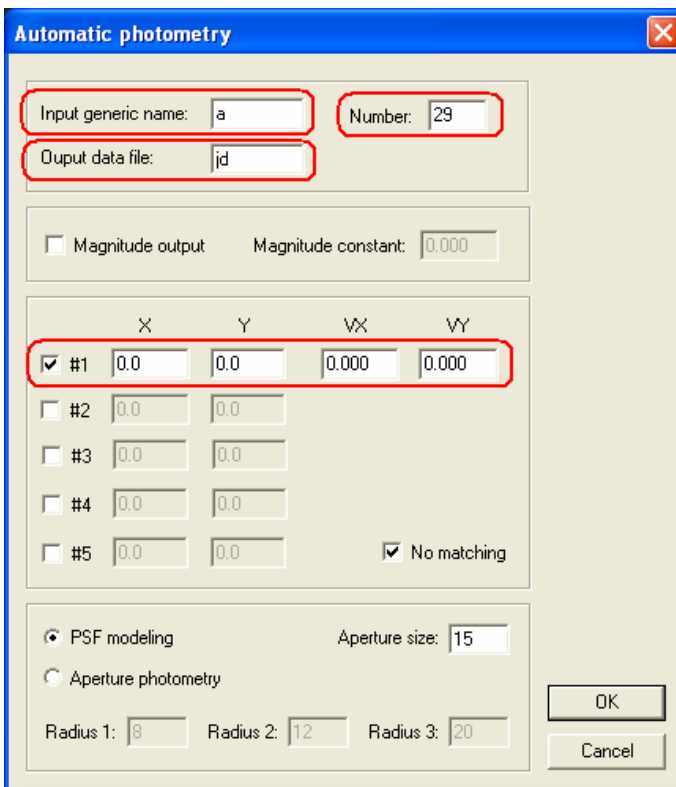 Automatic photometry
Input generic name: a Number: 29
Ouput data file: jd
Magnitude output Magnitude constant: 0.000
X Y VX VY
#1 0.0 0.0 0.000 0.000
#2 0.0 0.0
#3 0.0 0.0
#4 0.0 0.0
#5 0.0 0.0 No matching
PSF modeling Aperture size: 15
Aperture photometry
Radius 1: 8 Radius 2: 12 Radius 3: 20
OK
Cancel